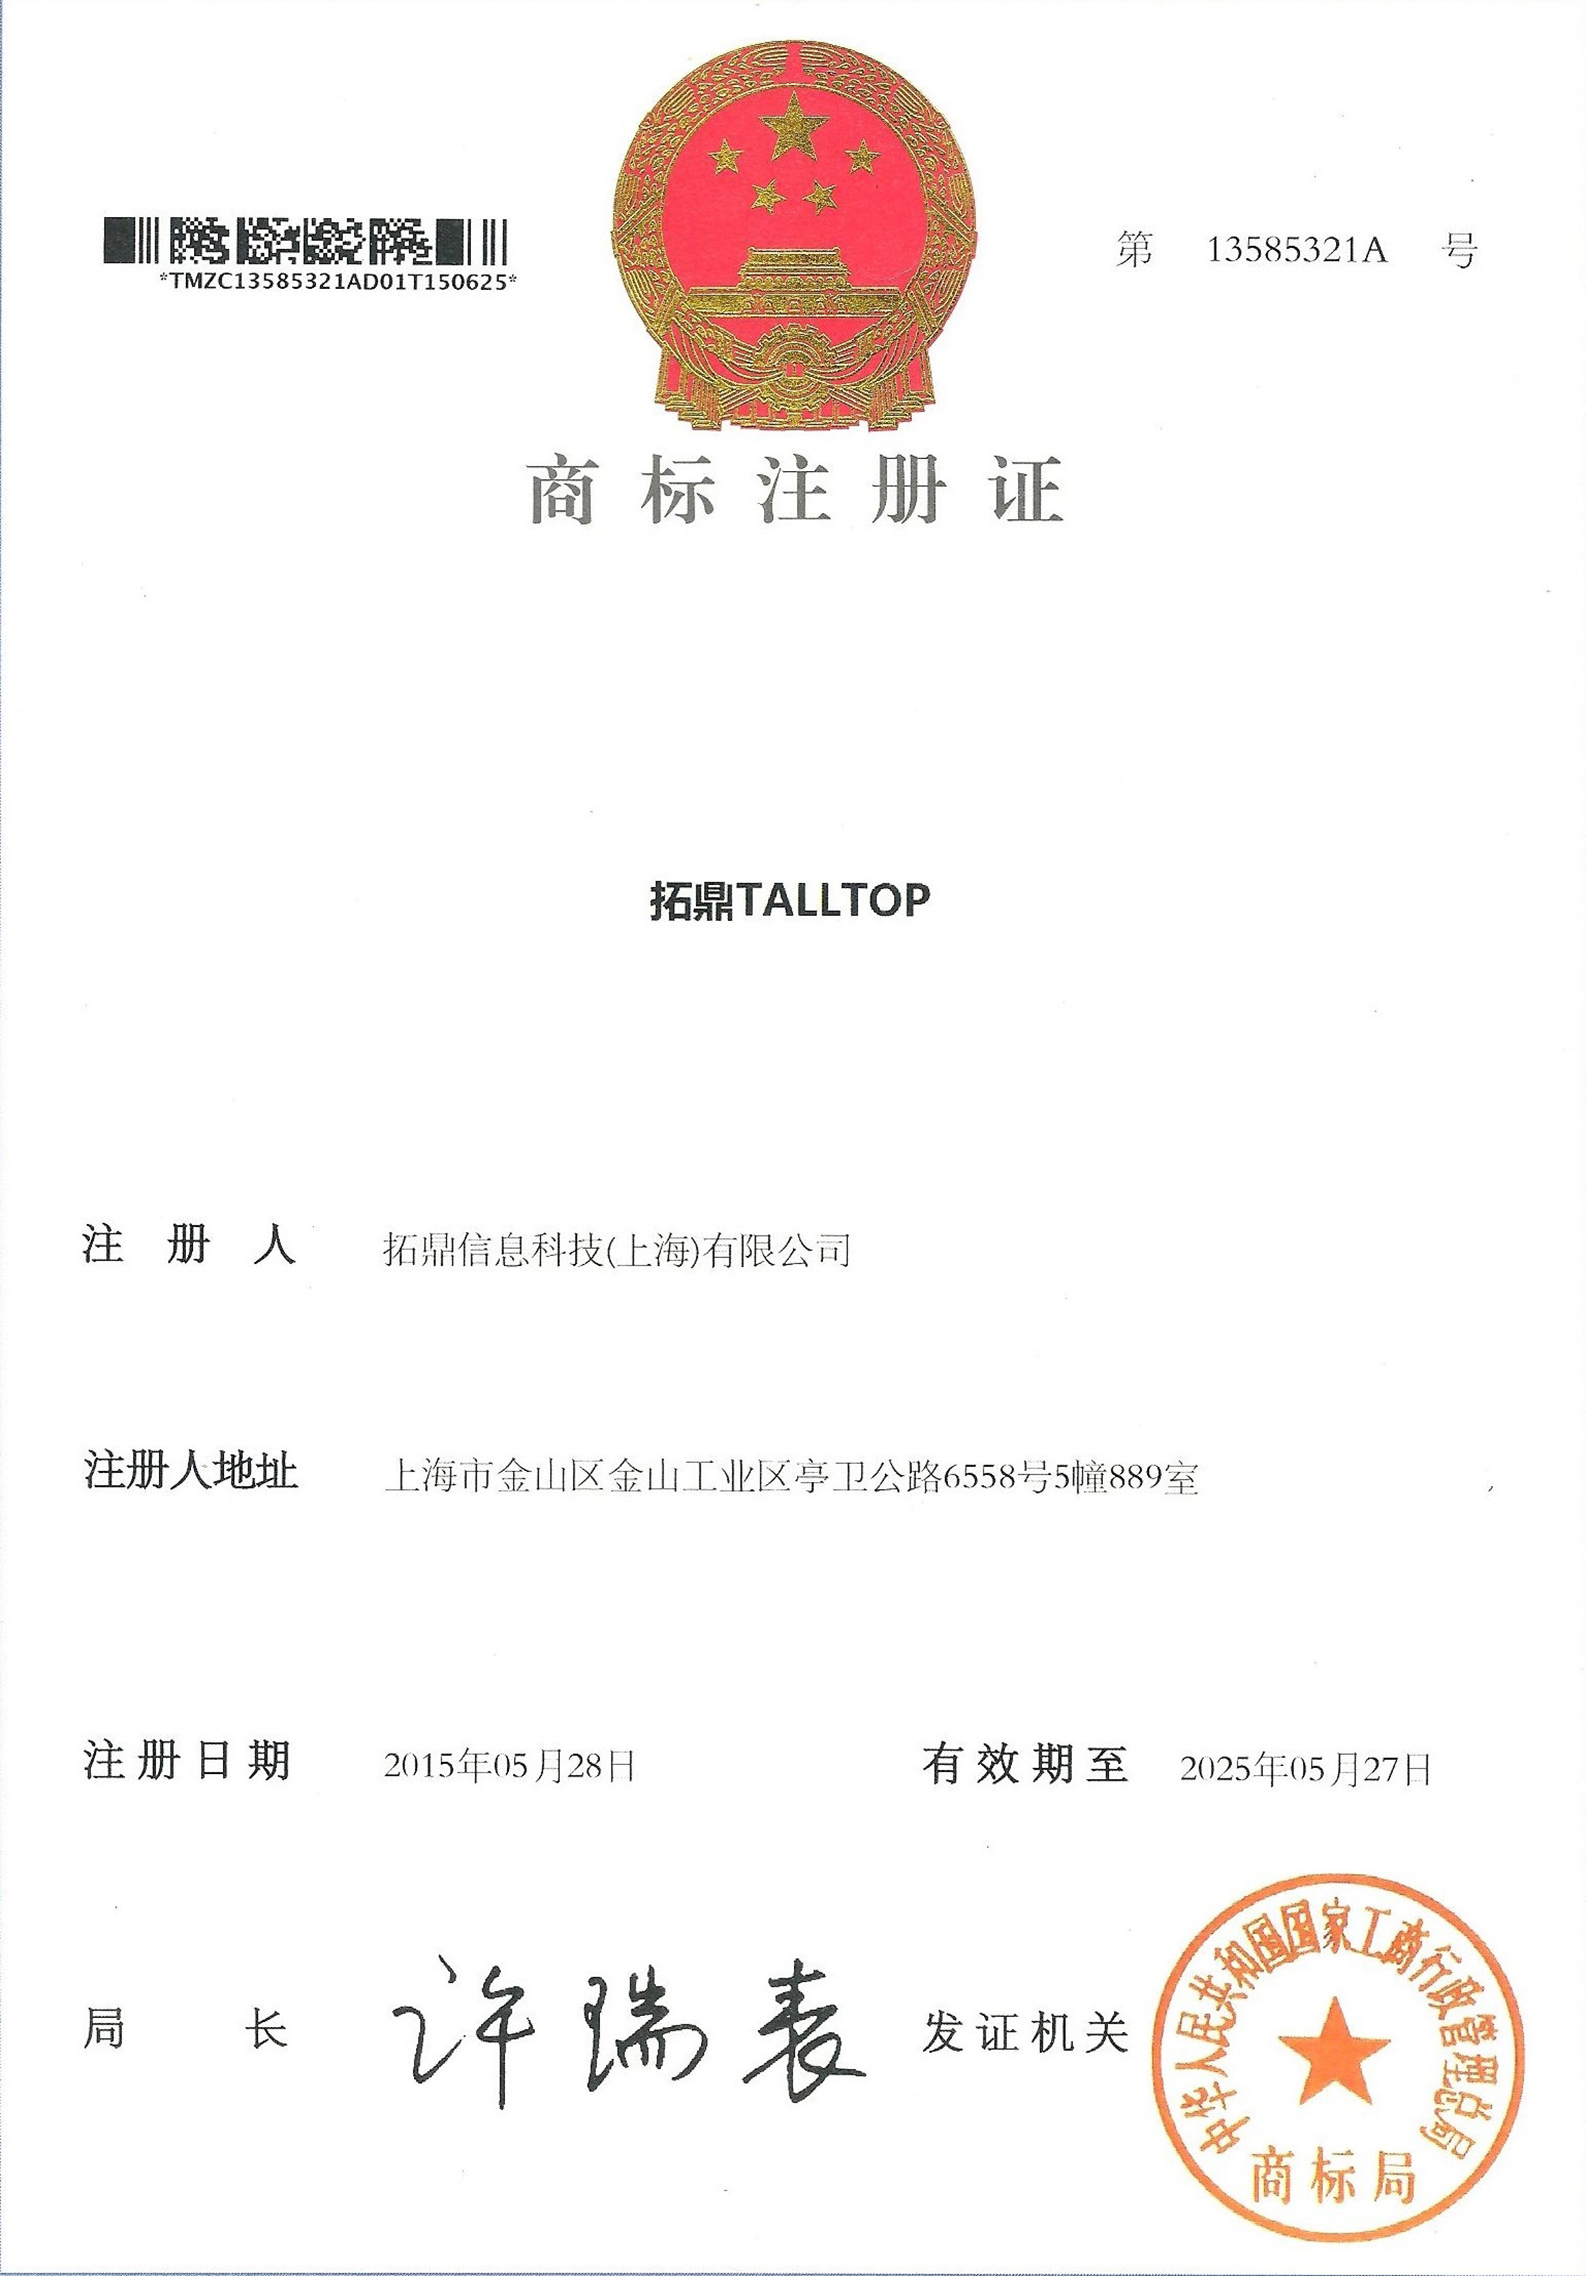 *TMZC13585321AD01T150625*
第 13585321A 号
商标注册证
拓鼎TALLTOP
注册人 拓鼎信息科技(上海)有限公司
注册人地址 上海市金山区金山工业区亭卫公路6558号5幢889室
注册日期 2015年05月28日 有效期至 2025年05月27日
局长 许瑞表 发证机关
中华人民共和国国家工商行政管理总局
商标局